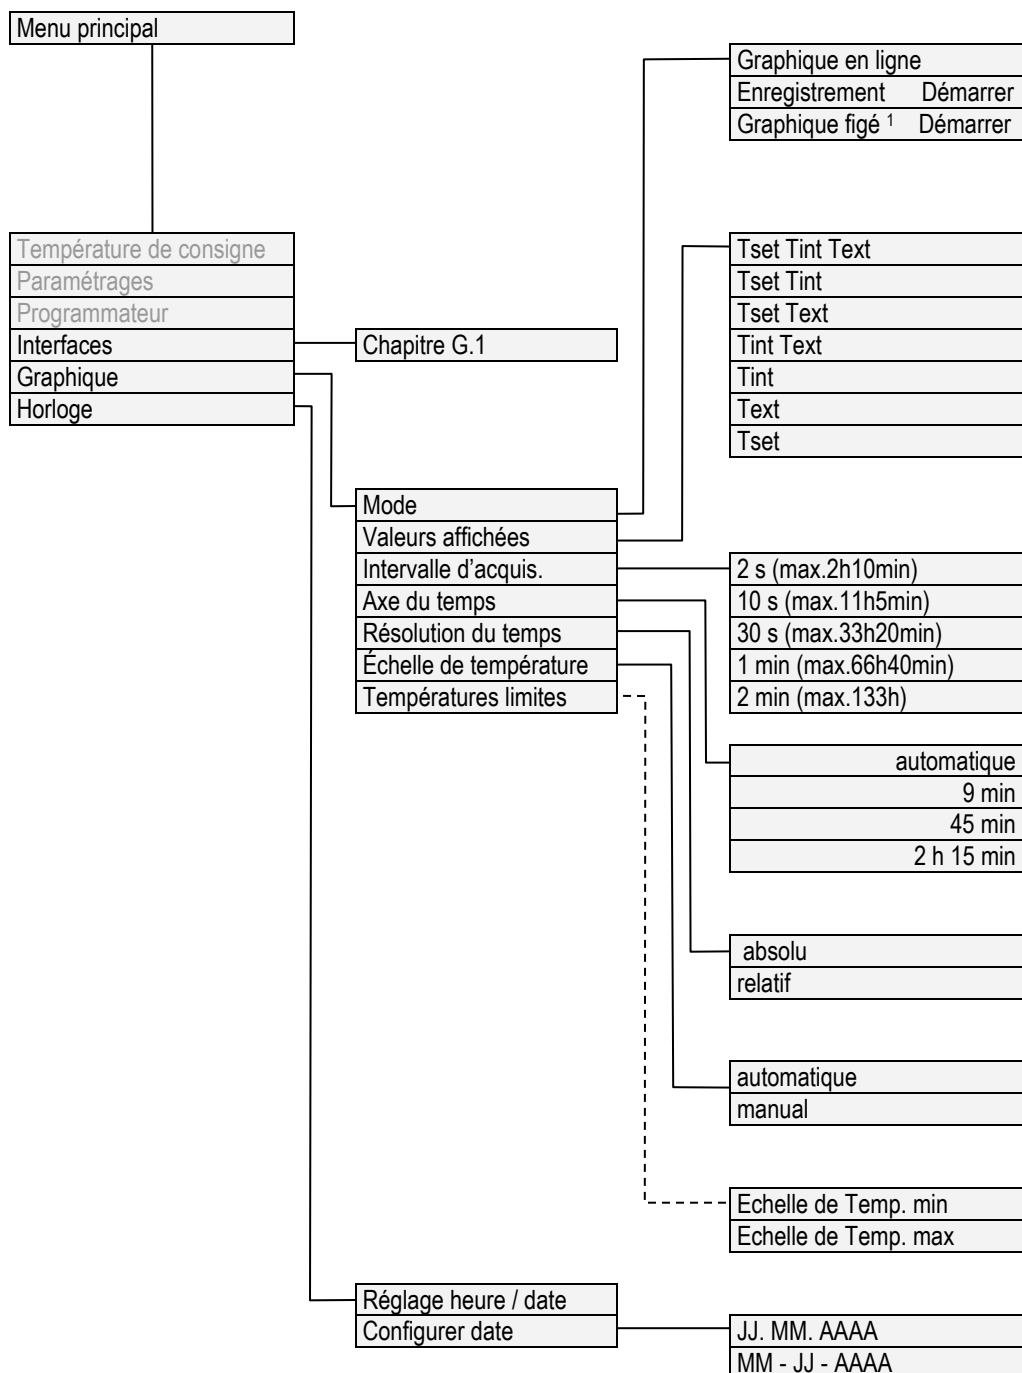 Menu principal
Graphique en ligne
Enregistrement Démarrer
Graphique figé 1 Démarrer
Température de consigne
Paramétrages
Programmateur
Interfaces
Graphique
Horloge
Chapitre G.1
Tset Tint Text
Tset Tint
Tset Text
Tint Text
Tint
Text
Tset
Mode
Valeurs affichées
Intervalle d'acquis.
Axe du temps
Résolution du temps
Échelle de température
Températures limites
2 s (max.2h10min)
10 s (max.11h5min)
30 s (max.33h20min)
1 min (max.66h40min)
2 min (max.133h)
automatique
9 min
45 min
2 h 15 min
absolu
relatif
automatique
manual
Echelle de Temp. min
Echelle de Temp. max
Réglage heure / date
Configurer date
JJ. MM. AAAA
MM - JJ - AAAA